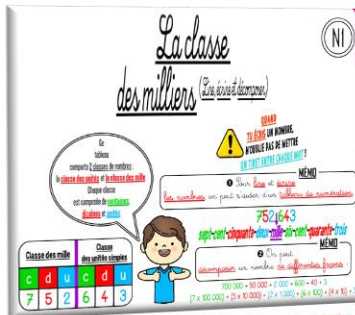 N1
La classe
des milliers (Lire, écrire et décomposer)
QUAND
TU ÉCRIS UN NOMBRE,
N'OUBLIE PAS DE METTRE
UN TIRET ENTRE CHAQUE MOT !
Ce
tableau
comporte 2 classes de nombres :
la classe des unités et la classe des mille
Chaque classe
est composée de centaines,
dizaines et unités.
MÉMO
❶ Pour lire et écrire
les nombres, on peut s'aider d'un tableau de numération
752 643
sept-cent-cinquante-deux-mille-six-cent-quarante-trois
MÉMO
❷ On peut
décomposer un nombre de différentes façons :
700 000 + 50 000 + 2 000 + 600 + 40 + 3
(7 x 100 000) + (5 x 10 000) + (2 x 1 000) + (6 x 100) + (4 x 10) + 3
Classe des mille
Classe
des unités simples
c d u c d u
7 5 2 6 4 3